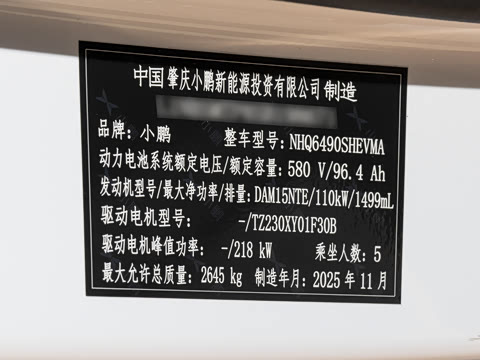 中国 肇庆小鹏新能源投资有限公司 制造
品牌：小鹏 整车型号：NHQ6490SHEVMA
动力电池系统额定电压/额定容量：580 V/96.4 Ah
发动机型号/最大净功率/排量：DAM15NTE/110kW/1499mL
驱动电机型号： -/TZ230XY01F30B
驱动电机峰值功率： -/218 kW 乘坐人数：5
最大允许总质量：2645 kg 制造年月：2025 年 11 月